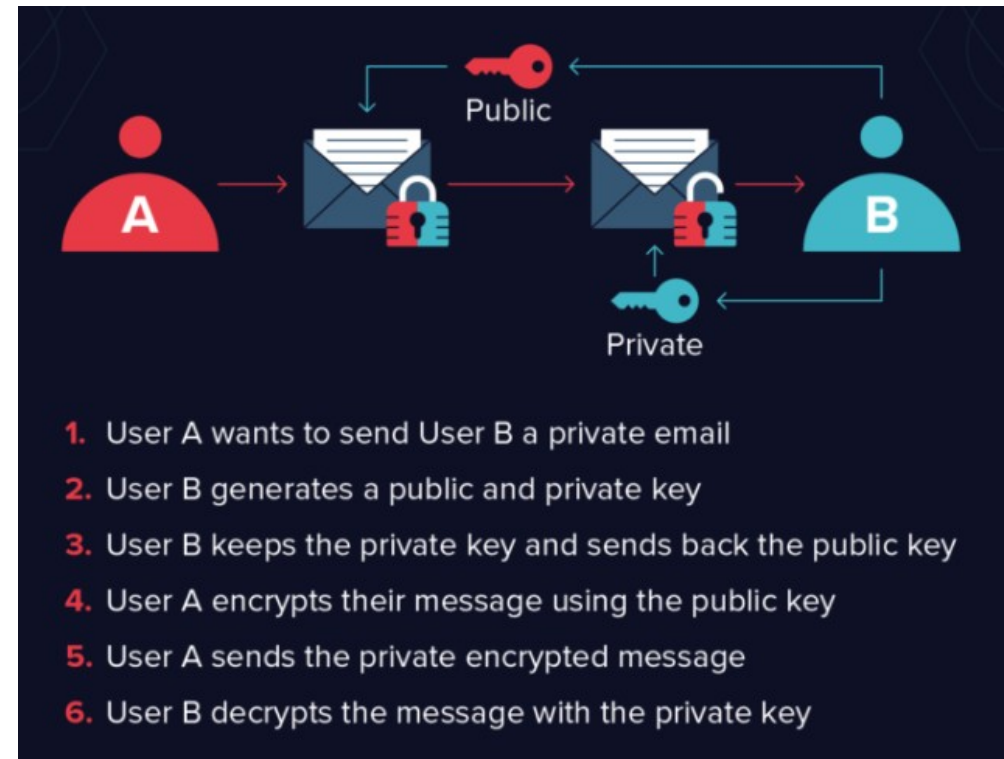 Public
A
B
Private
1. User A wants to send User B a private email
2. User B generates a public and private key
3. User B keeps the private key and sends back the public key
4. User A encrypts their message using the public key
5. User A sends the private encrypted message
6. User B decrypts the message with the private key